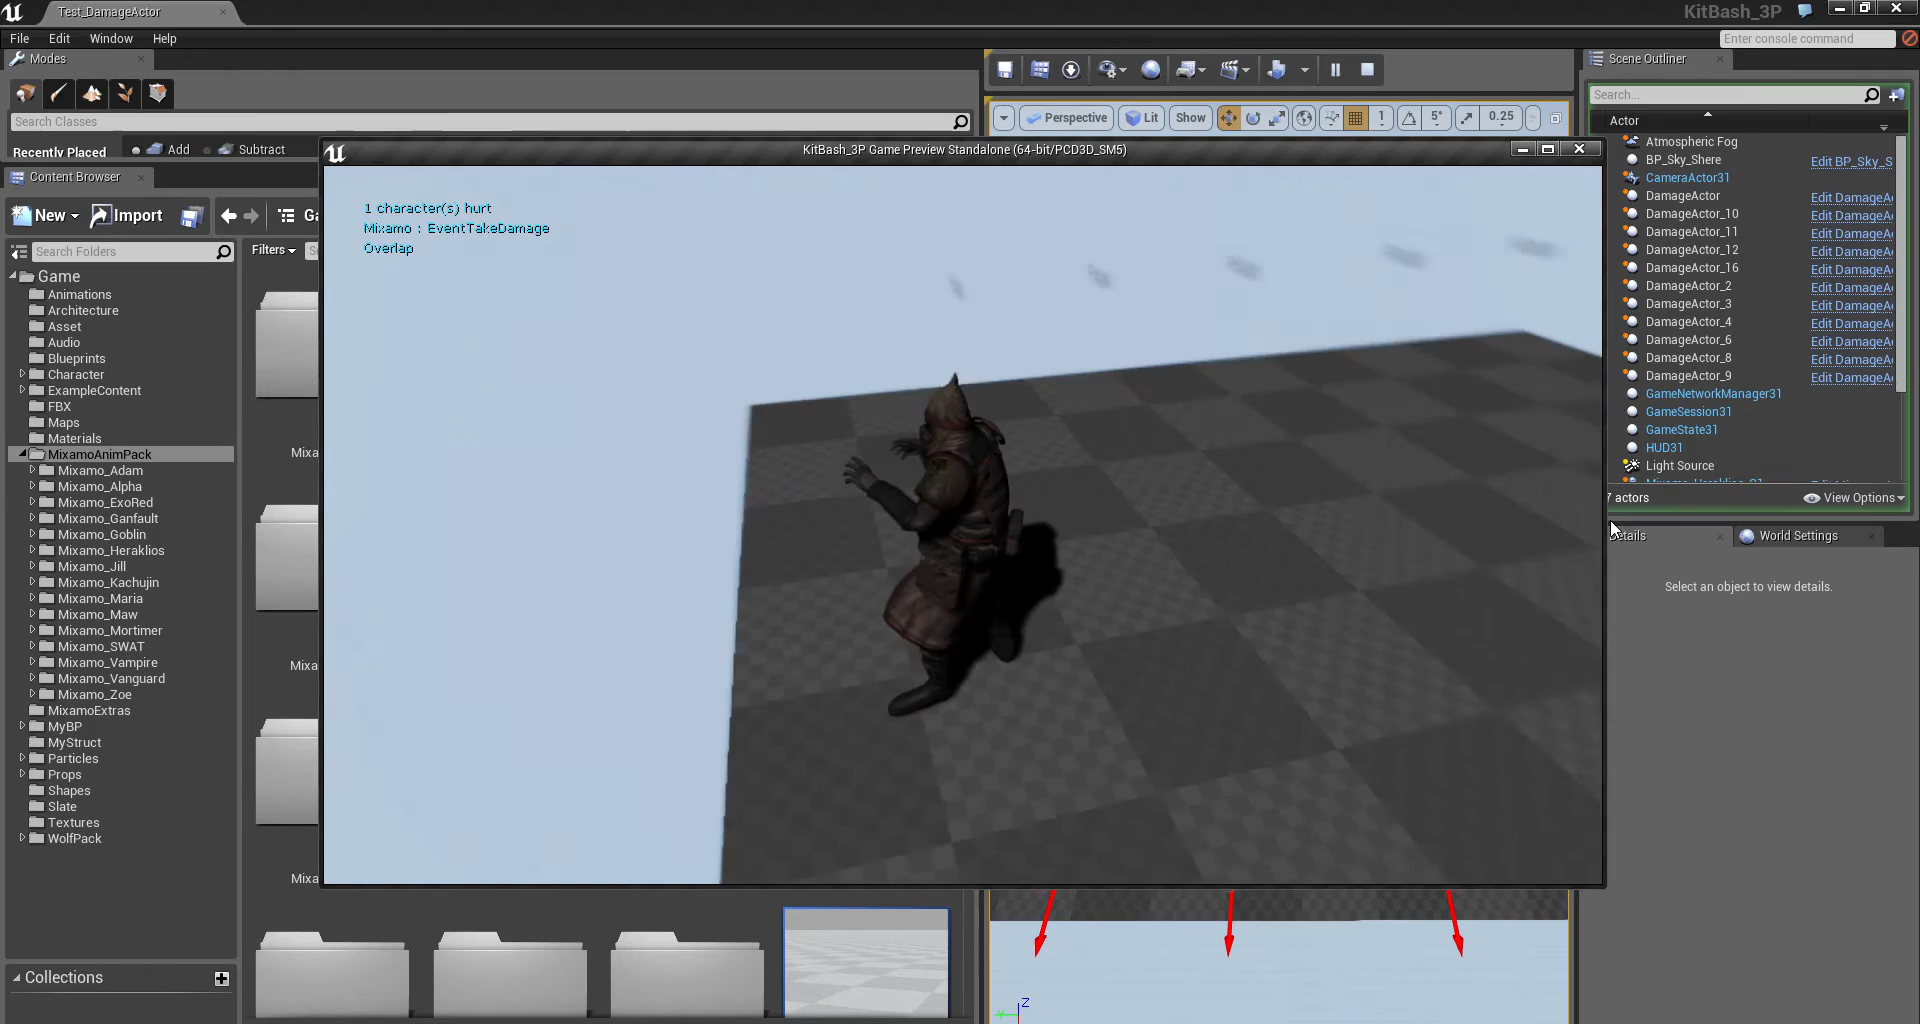 Test_DamageActor
KitBash_3P
File Edit Window Help
Enter console command
Modes
Scene Outliner
Search Classes
Perspective Lit Show 1 5° 0.25
Search...
Actor
Recently Placed Add Subtract
Atmospheric Fog
KitBash_3P Game Preview Standalone (64-bit/PCD3D_SM5)
BP_Sky_Shere Edit BP_Sky_S
Content Browser
CameraActor31
DamageActor Edit DamageA
New Import Ga
1 character(s) hurt
DamageActor_10 Edit DamageA
Mixamo : EventTakeDamage
DamageActor_11 Edit DamageA
Search Folders Filters
Overlap
DamageActor_12 Edit DamageA
DamageActor_16 Edit DamageA
DamageActor_2 Edit DamageA
DamageActor_3 Edit DamageA
DamageActor_4 Edit DamageA
DamageActor_6 Edit DamageA
DamageActor_8 Edit DamageA
DamageActor_9 Edit DamageA
GameNetworkManager31
GameSession31
GameState31
HUD31
Light Source
7 actors View Options
Details World Settings
Select an object to view details.
Game
Animations
Architecture
Asset
Audio
Blueprints
Character
ExampleContent
FBX
Maps
Materials
MixamoAnimPack
Mixamo_Adam
Mixamo_Alpha
Mixamo_ExoRed
Mixamo_Ganfault
Mixamo_Goblin
Mixamo_Heraklios
Mixamo_Jill
Mixamo_Kachujin
Mixamo_Maria
Mixamo_Maw
Mixamo_Mortimer
Mixamo_SWAT
Mixamo_Vampire
Mixamo_Vanguard
Mixamo_Zoe
MixamoExtras
MyBP
MyStruct
Particles
Props
Shapes
Slate
Textures
WolfPack
Mixa
Mixa
Mixa
Collections
Z